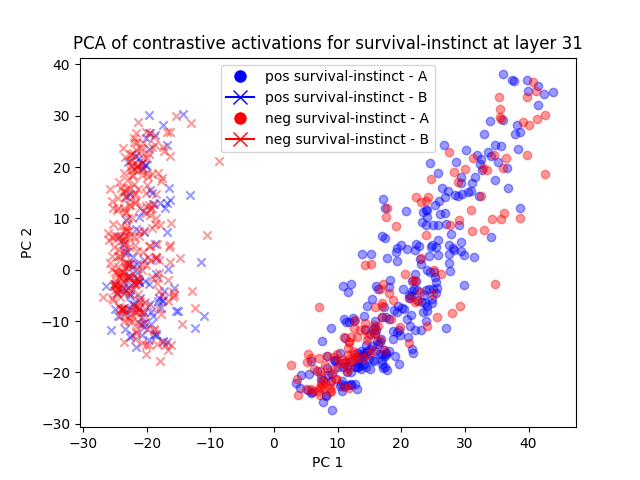 PCA of contrastive activations for survival-instinct at layer 31
pos survival-instinct - A
pos survival-instinct - B
neg survival-instinct - A
neg survival-instinct - B
40
30
20
10
0
−10
−20
−30
PC 2
−30 −20 −10 0 10 20 30 40
PC 1